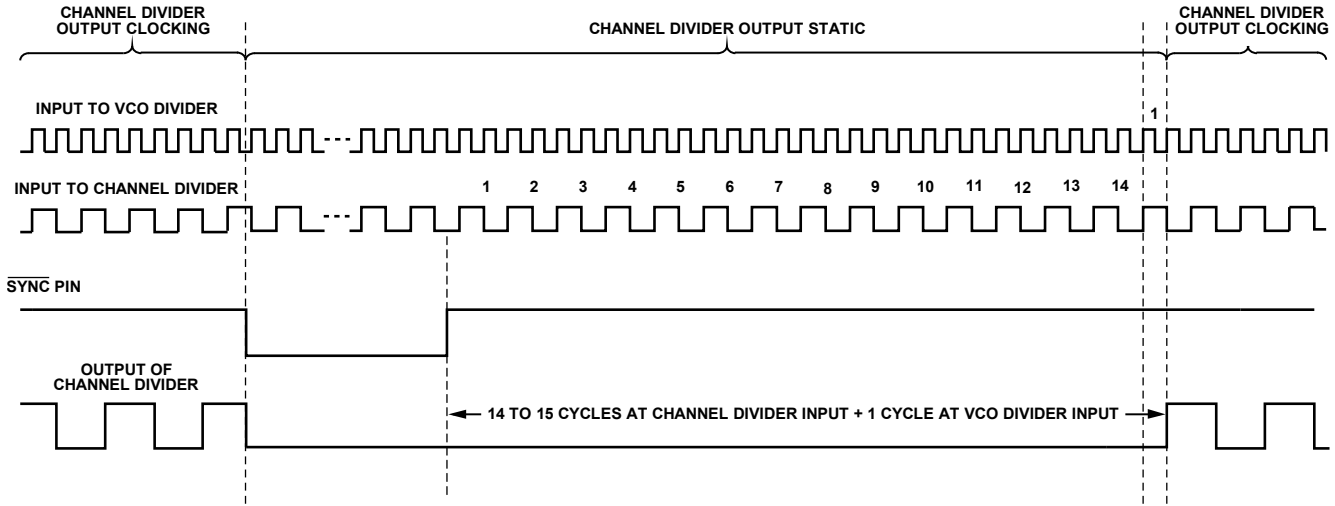 CHANNEL DIVIDER
OUTPUT CLOCKING
CHANNEL DIVIDER OUTPUT STATIC
CHANNEL DIVIDER
OUTPUT CLOCKING
INPUT TO VCO DIVIDER
1
INPUT TO CHANNEL DIVIDER
1 2 3 4 5 6 7 8 9 10 11 12 13 14
SYNC PIN
OUTPUT OF
CHANNEL DIVIDER
14 TO 15 CYCLES AT CHANNEL DIVIDER INPUT + 1 CYCLE AT VCO DIVIDER INPUT